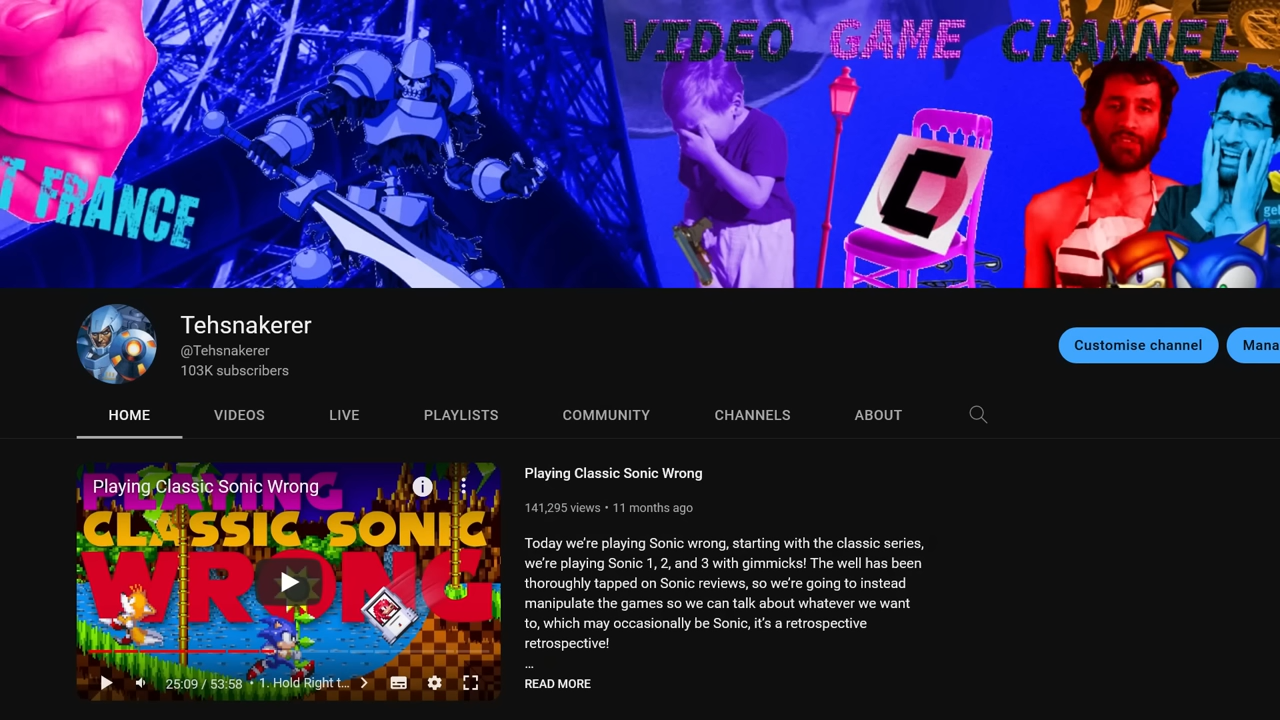 VIDEO GAME CHANNEL
T FRANCE
C
Tehsnakerer
@Tehsnakerer
103K subscribers
Customise channel
Mana
HOME
VIDEOS
LIVE
PLAYLISTS
COMMUNITY
CHANNELS
ABOUT
Playing Classic Sonic Wrong
PLAYING
CLASSIC SONIC
WRONG
25:09 / 53:58 • 1. Hold Right t...
Playing Classic Sonic Wrong
141,295 views • 11 months ago
Today we’re playing Sonic wrong, starting with the classic series,
we’re playing Sonic 1, 2, and 3 with gimmicks! The well has been
thoroughly tapped on Sonic reviews, so we’re going to instead
manipulate the games so we can talk about whatever we want
to, which may occasionally be Sonic, it’s a retrospective
retrospective!
...
READ MORE